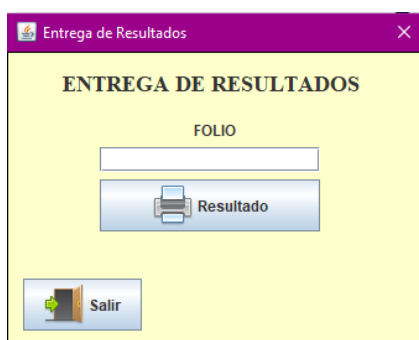 Entrega de Resultados
ENTREGA DE RESULTADOS
FOLIO
Resultado
Salir